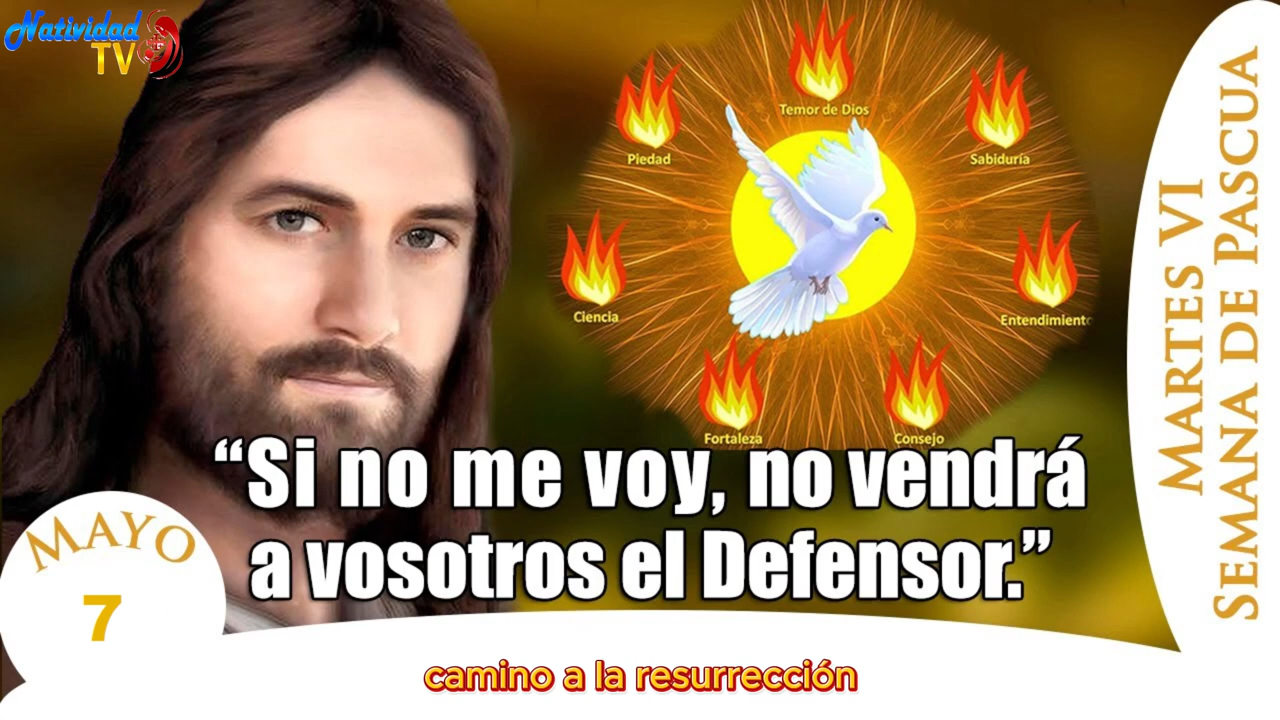 Natividad
TV
Temor de Dios
Piedad
Sabiduría
Ciencia
Entendimiento
Fortaleza
Consejo
“Si no me voy, no vendrá
a vosotros el Defensor.”
MARTES VI
SEMANA DE PASCUA
MAYO
7
camino a la resurrección